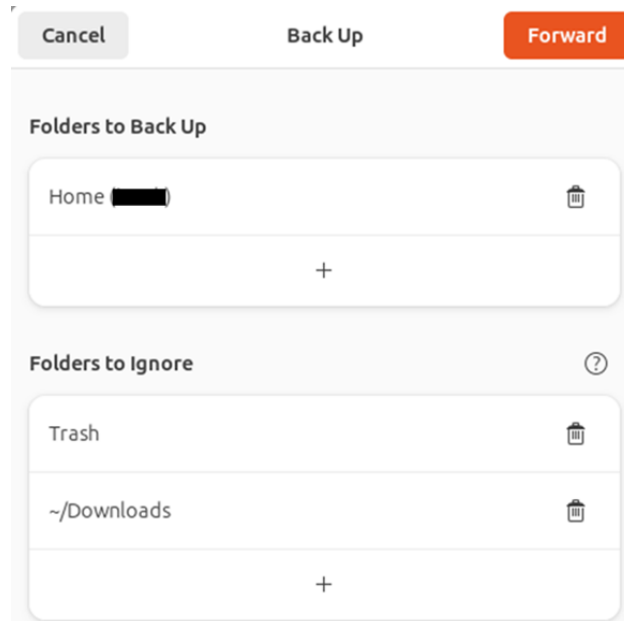 Cancel Back Up Forward
Folders to Back Up
Home ( )
+
Folders to Ignore ?
Trash
~/Downloads
+